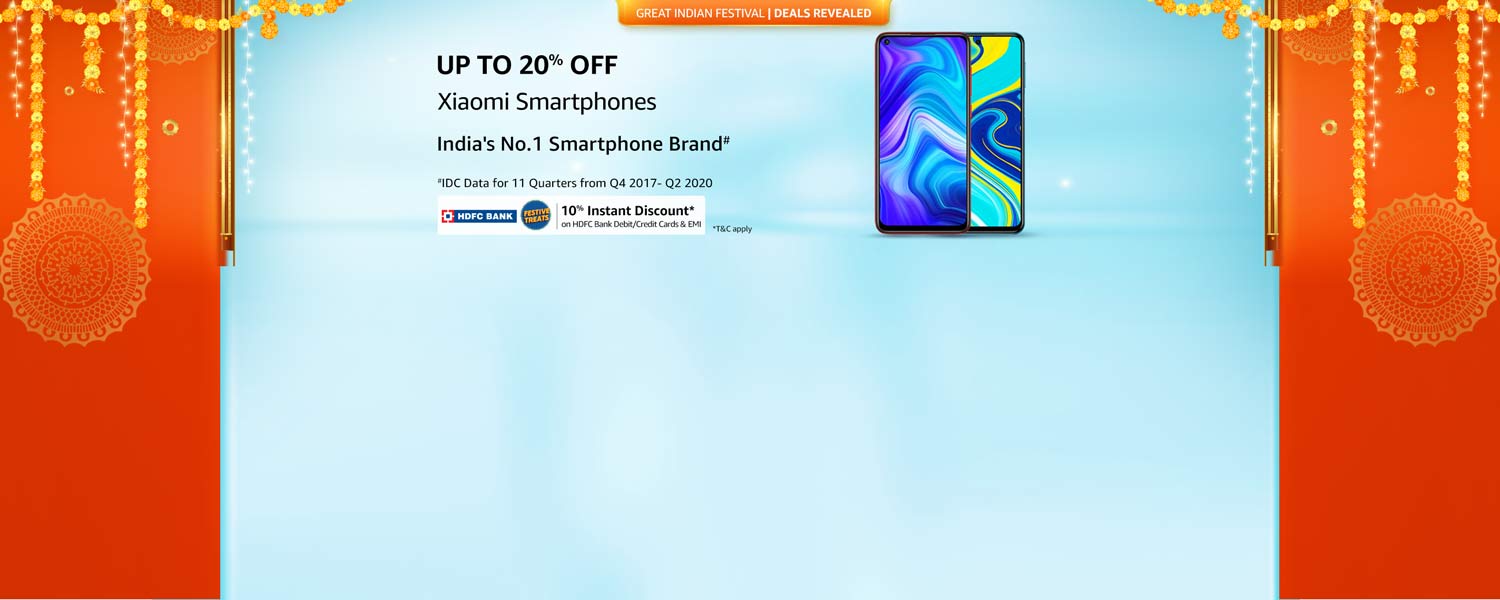 GREAT INDIAN FESTIVAL | DEALS REVEALED
UP TO 20% OFF
Xiaomi Smartphones
India's No.1 Smartphone Brand#
#IDC Data for 11 Quarters from Q4 2017- Q2 2020
HDFC BANK
FESTIVE
TREATS
10% Instant Discount*
on HDFC Bank Debit/Credit Cards & EMI
*T&C apply